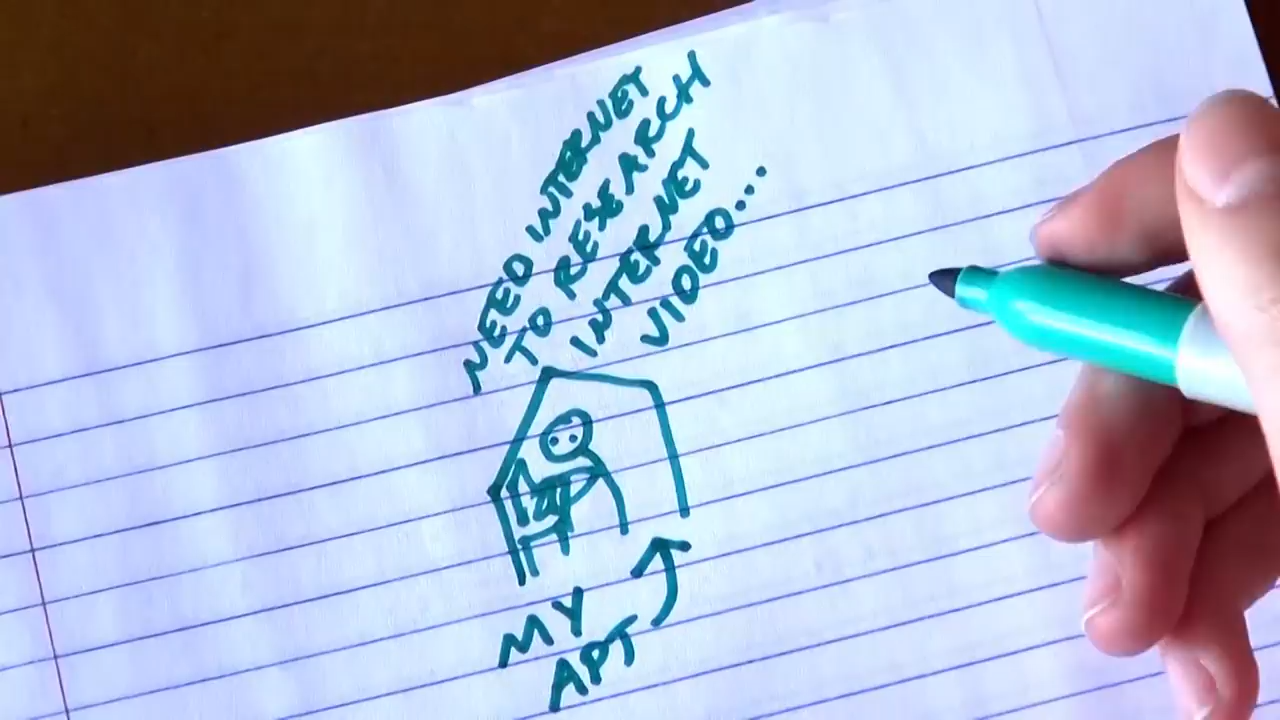 NEED INTERNET
TO RESEARCH
INTERNET
VIDEO...
MY
APT